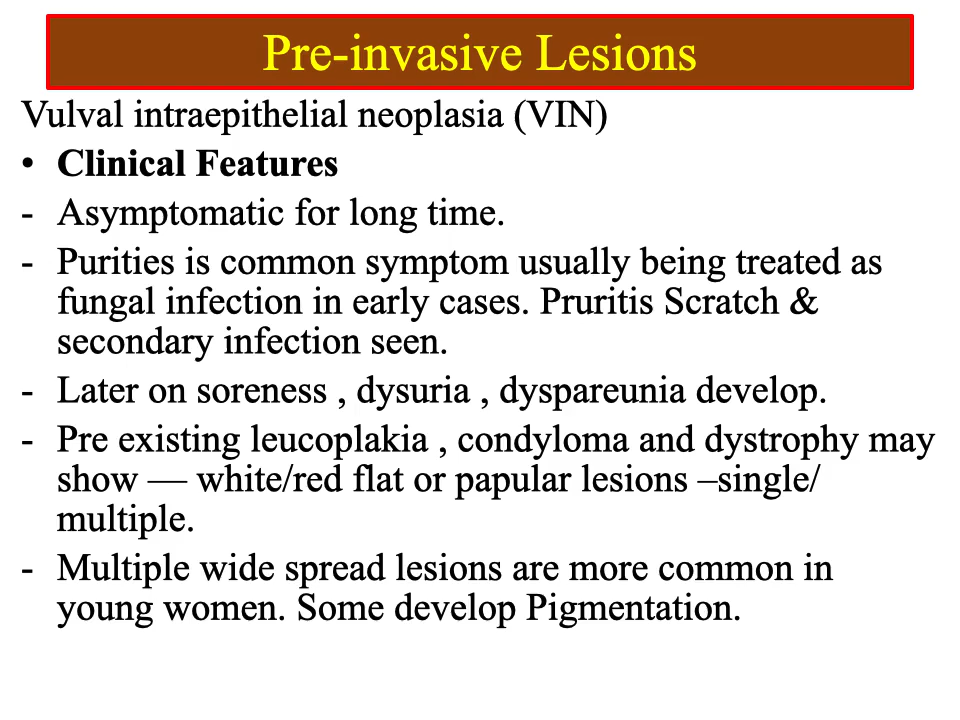 Pre-invasive Lesions
Vulval intraepithelial neoplasia (VIN)
• Clinical Features
- Asymptomatic for long time.
- Purities is common symptom usually being treated as
fungal infection in early cases. Pruritis Scratch &
secondary infection seen.
- Later on soreness , dysuria , dyspareunia develop.
- Pre existing leucoplakia , condyloma and dystrophy may
show — white/red flat or papular lesions –single/
multiple.
- Multiple wide spread lesions are more common in
young women. Some develop Pigmentation.